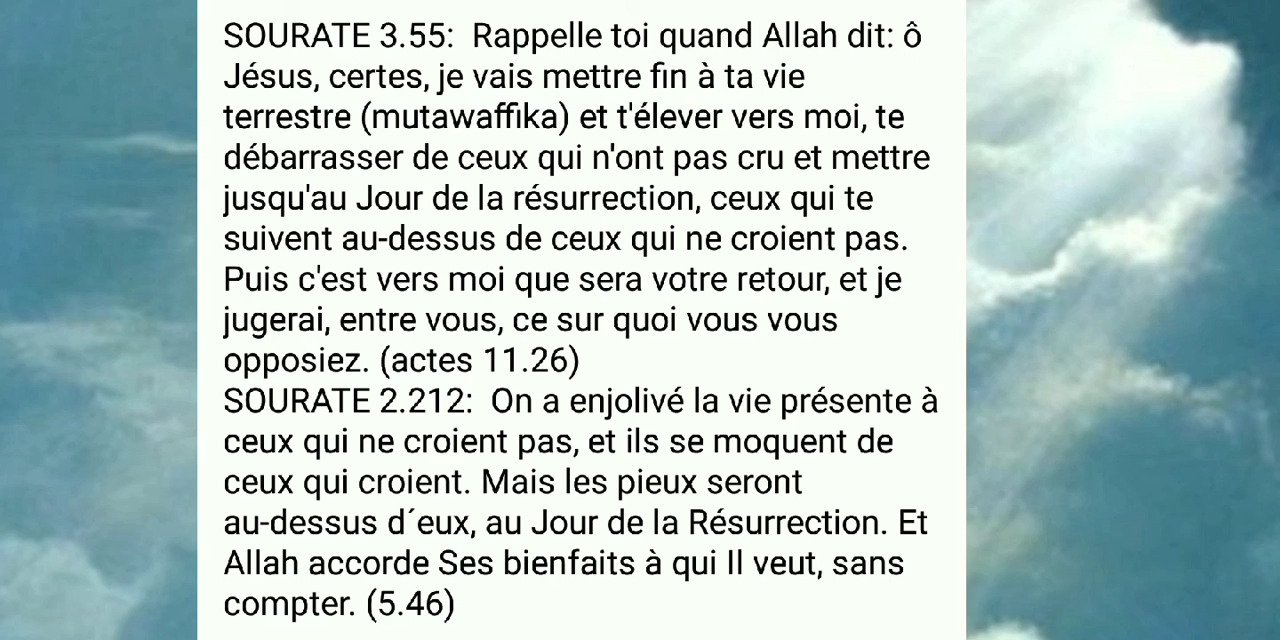 SOURATE 3.55:  Rappelle toi quand Allah dit: ô
Jésus, certes, je vais mettre fin à ta vie
terrestre (mutawaffika) et t'élever vers moi, te
débarrasser de ceux qui n'ont pas cru et mettre
jusqu'au Jour de la résurrection, ceux qui te
suivent au-dessus de ceux qui ne croient pas.
Puis c'est vers moi que sera votre retour, et je
jugerai, entre vous, ce sur quoi vous vous
opposiez. (actes 11.26)
SOURATE 2.212:  On a enjolivé la vie présente à
ceux qui ne croient pas, et ils se moquent de
ceux qui croient. Mais les pieux seront
au-dessus d´eux, au Jour de la Résurrection. Et
Allah accorde Ses bienfaits à qui Il veut, sans
compter. (5.46)